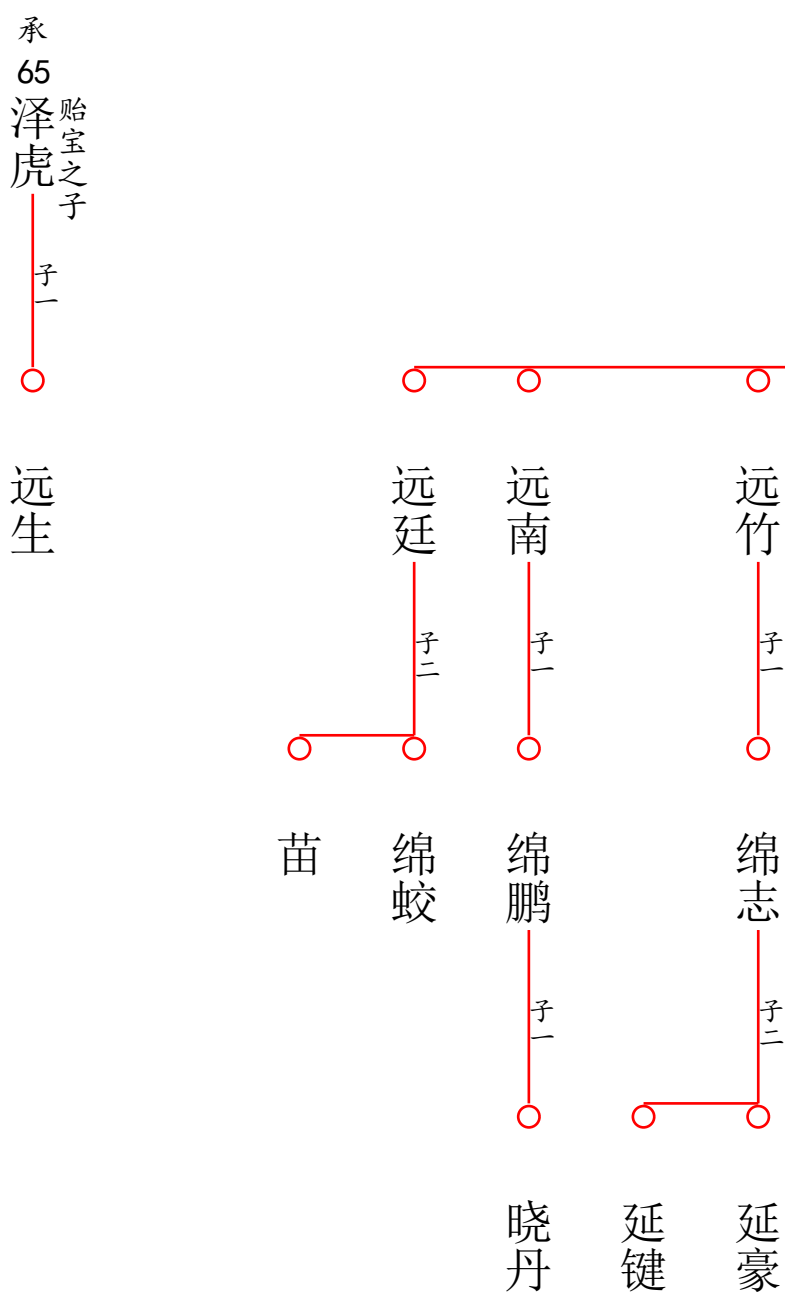 承
65
泽虎
贻宝之子
子一
远生
远廷
远南
远竹
子二
子一
子一
苗
绵蛟
绵鹏
绵志
子一
子二
晓丹
延键
延豪